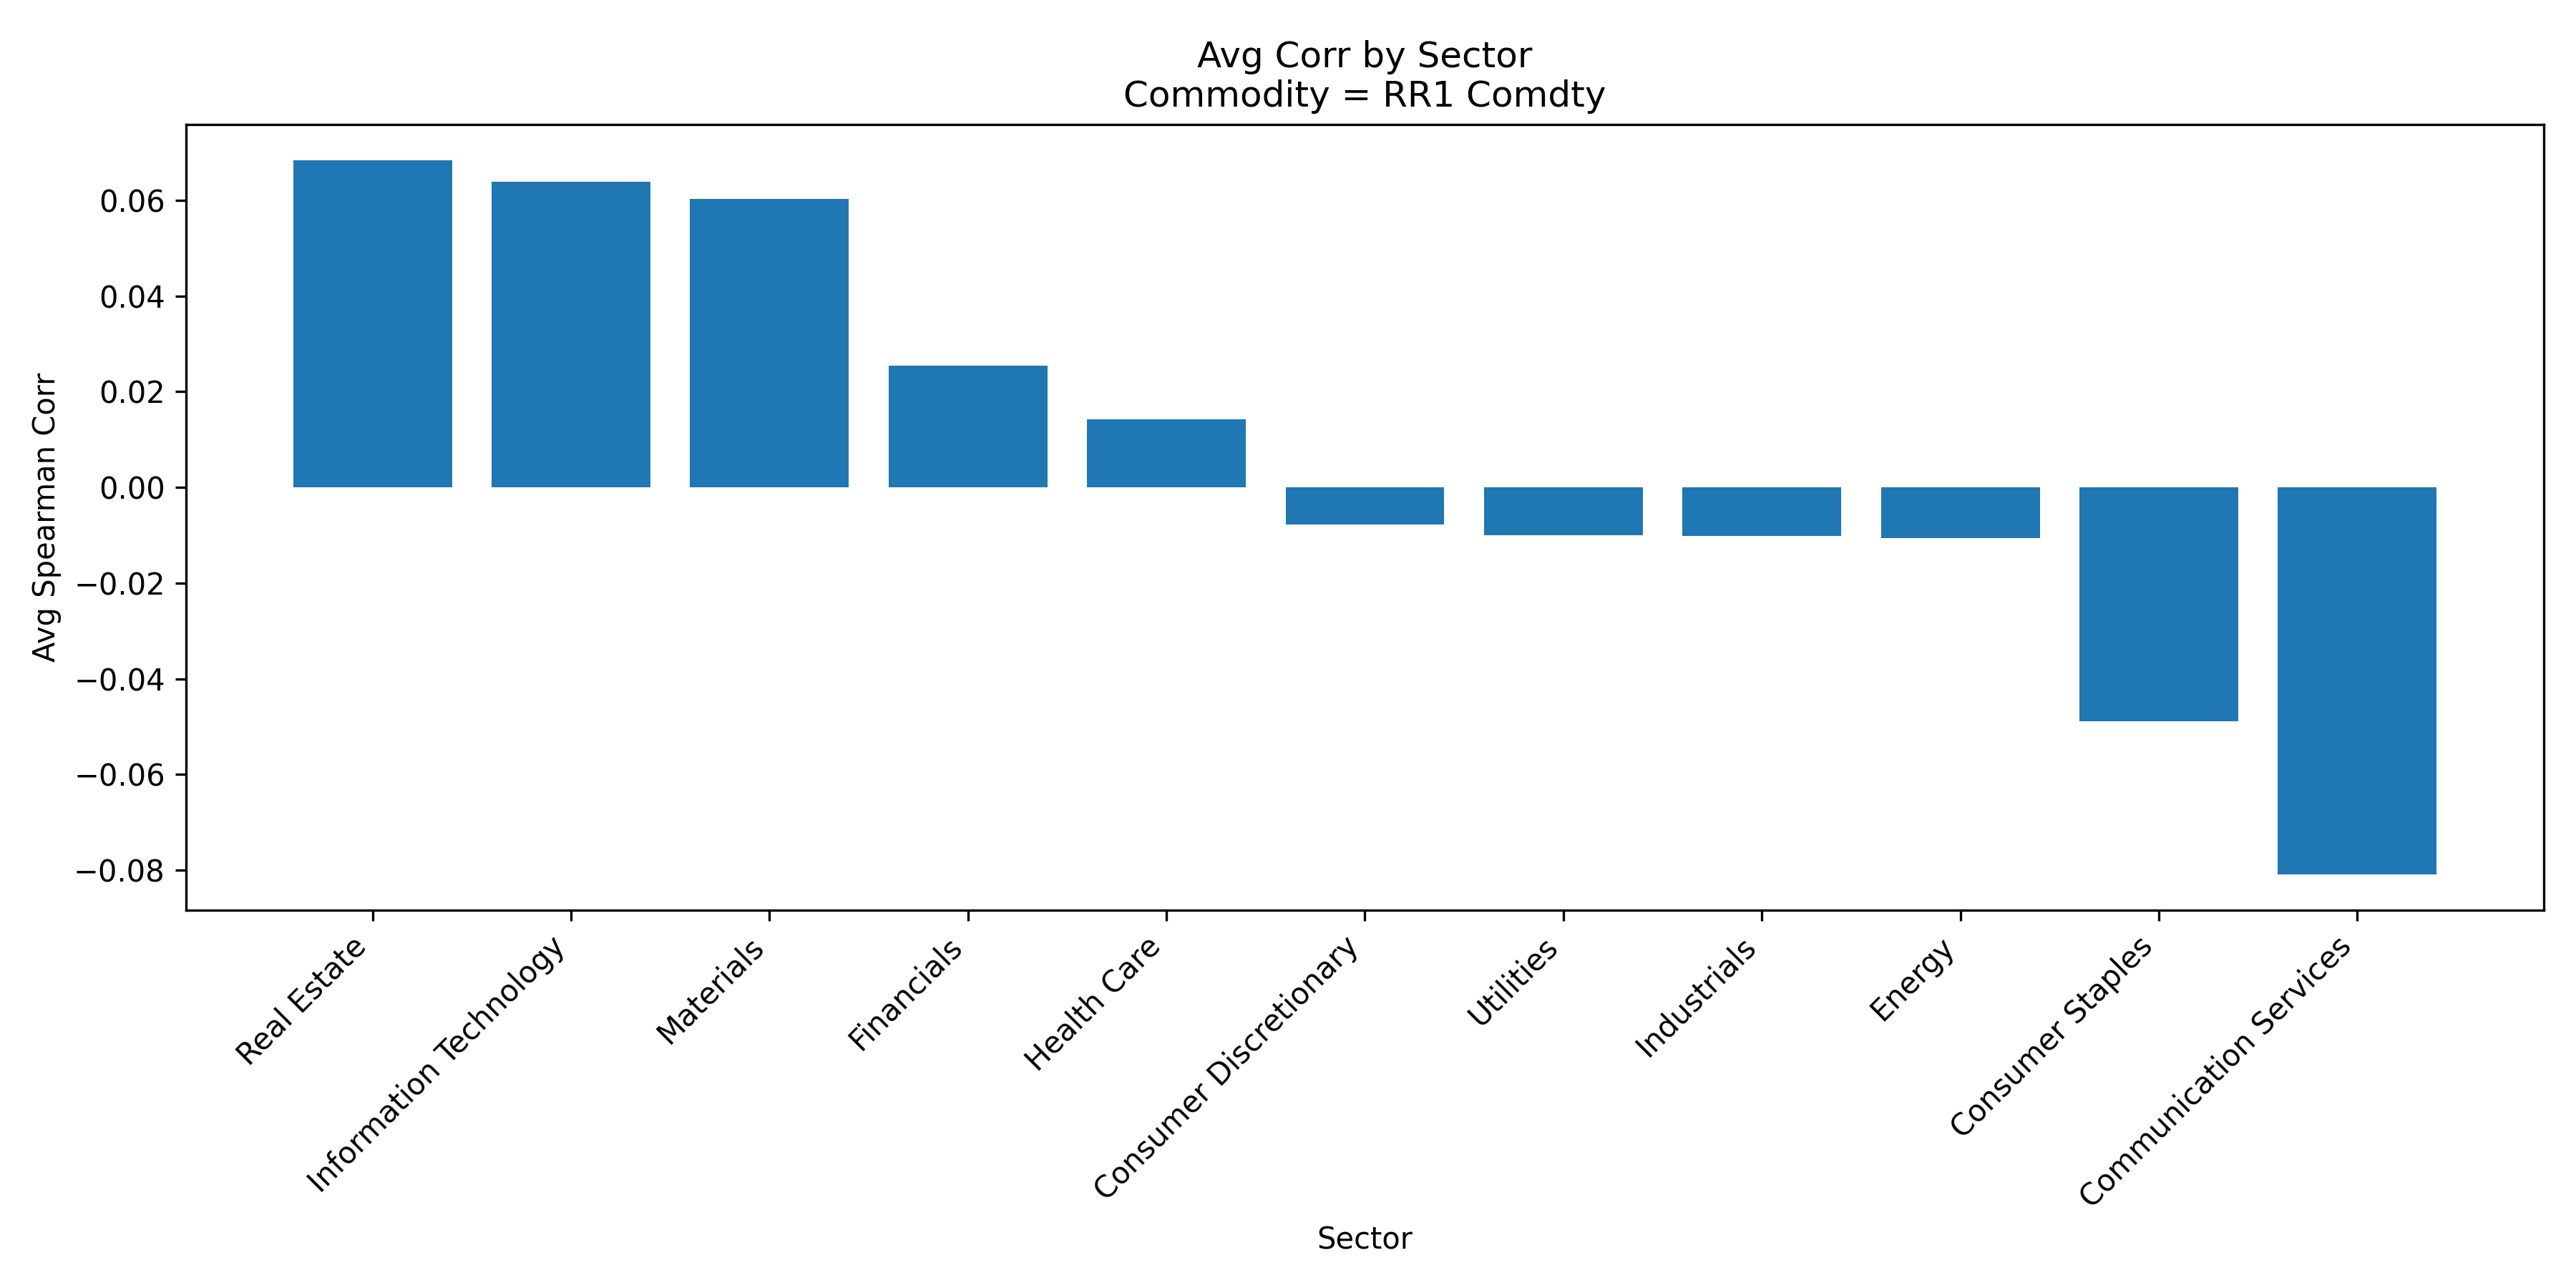 Avg Corr by Sector
Commodity = RR1 Comdty
Avg Spearman Corr
0.06
0.04
0.02
0.00
−0.02
−0.04
−0.06
−0.08
Real Estate
Information Technology
Materials
Financials
Health Care
Consumer Discretionary
Utilities
Industrials
Energy
Consumer Staples
Communication Services
Sector